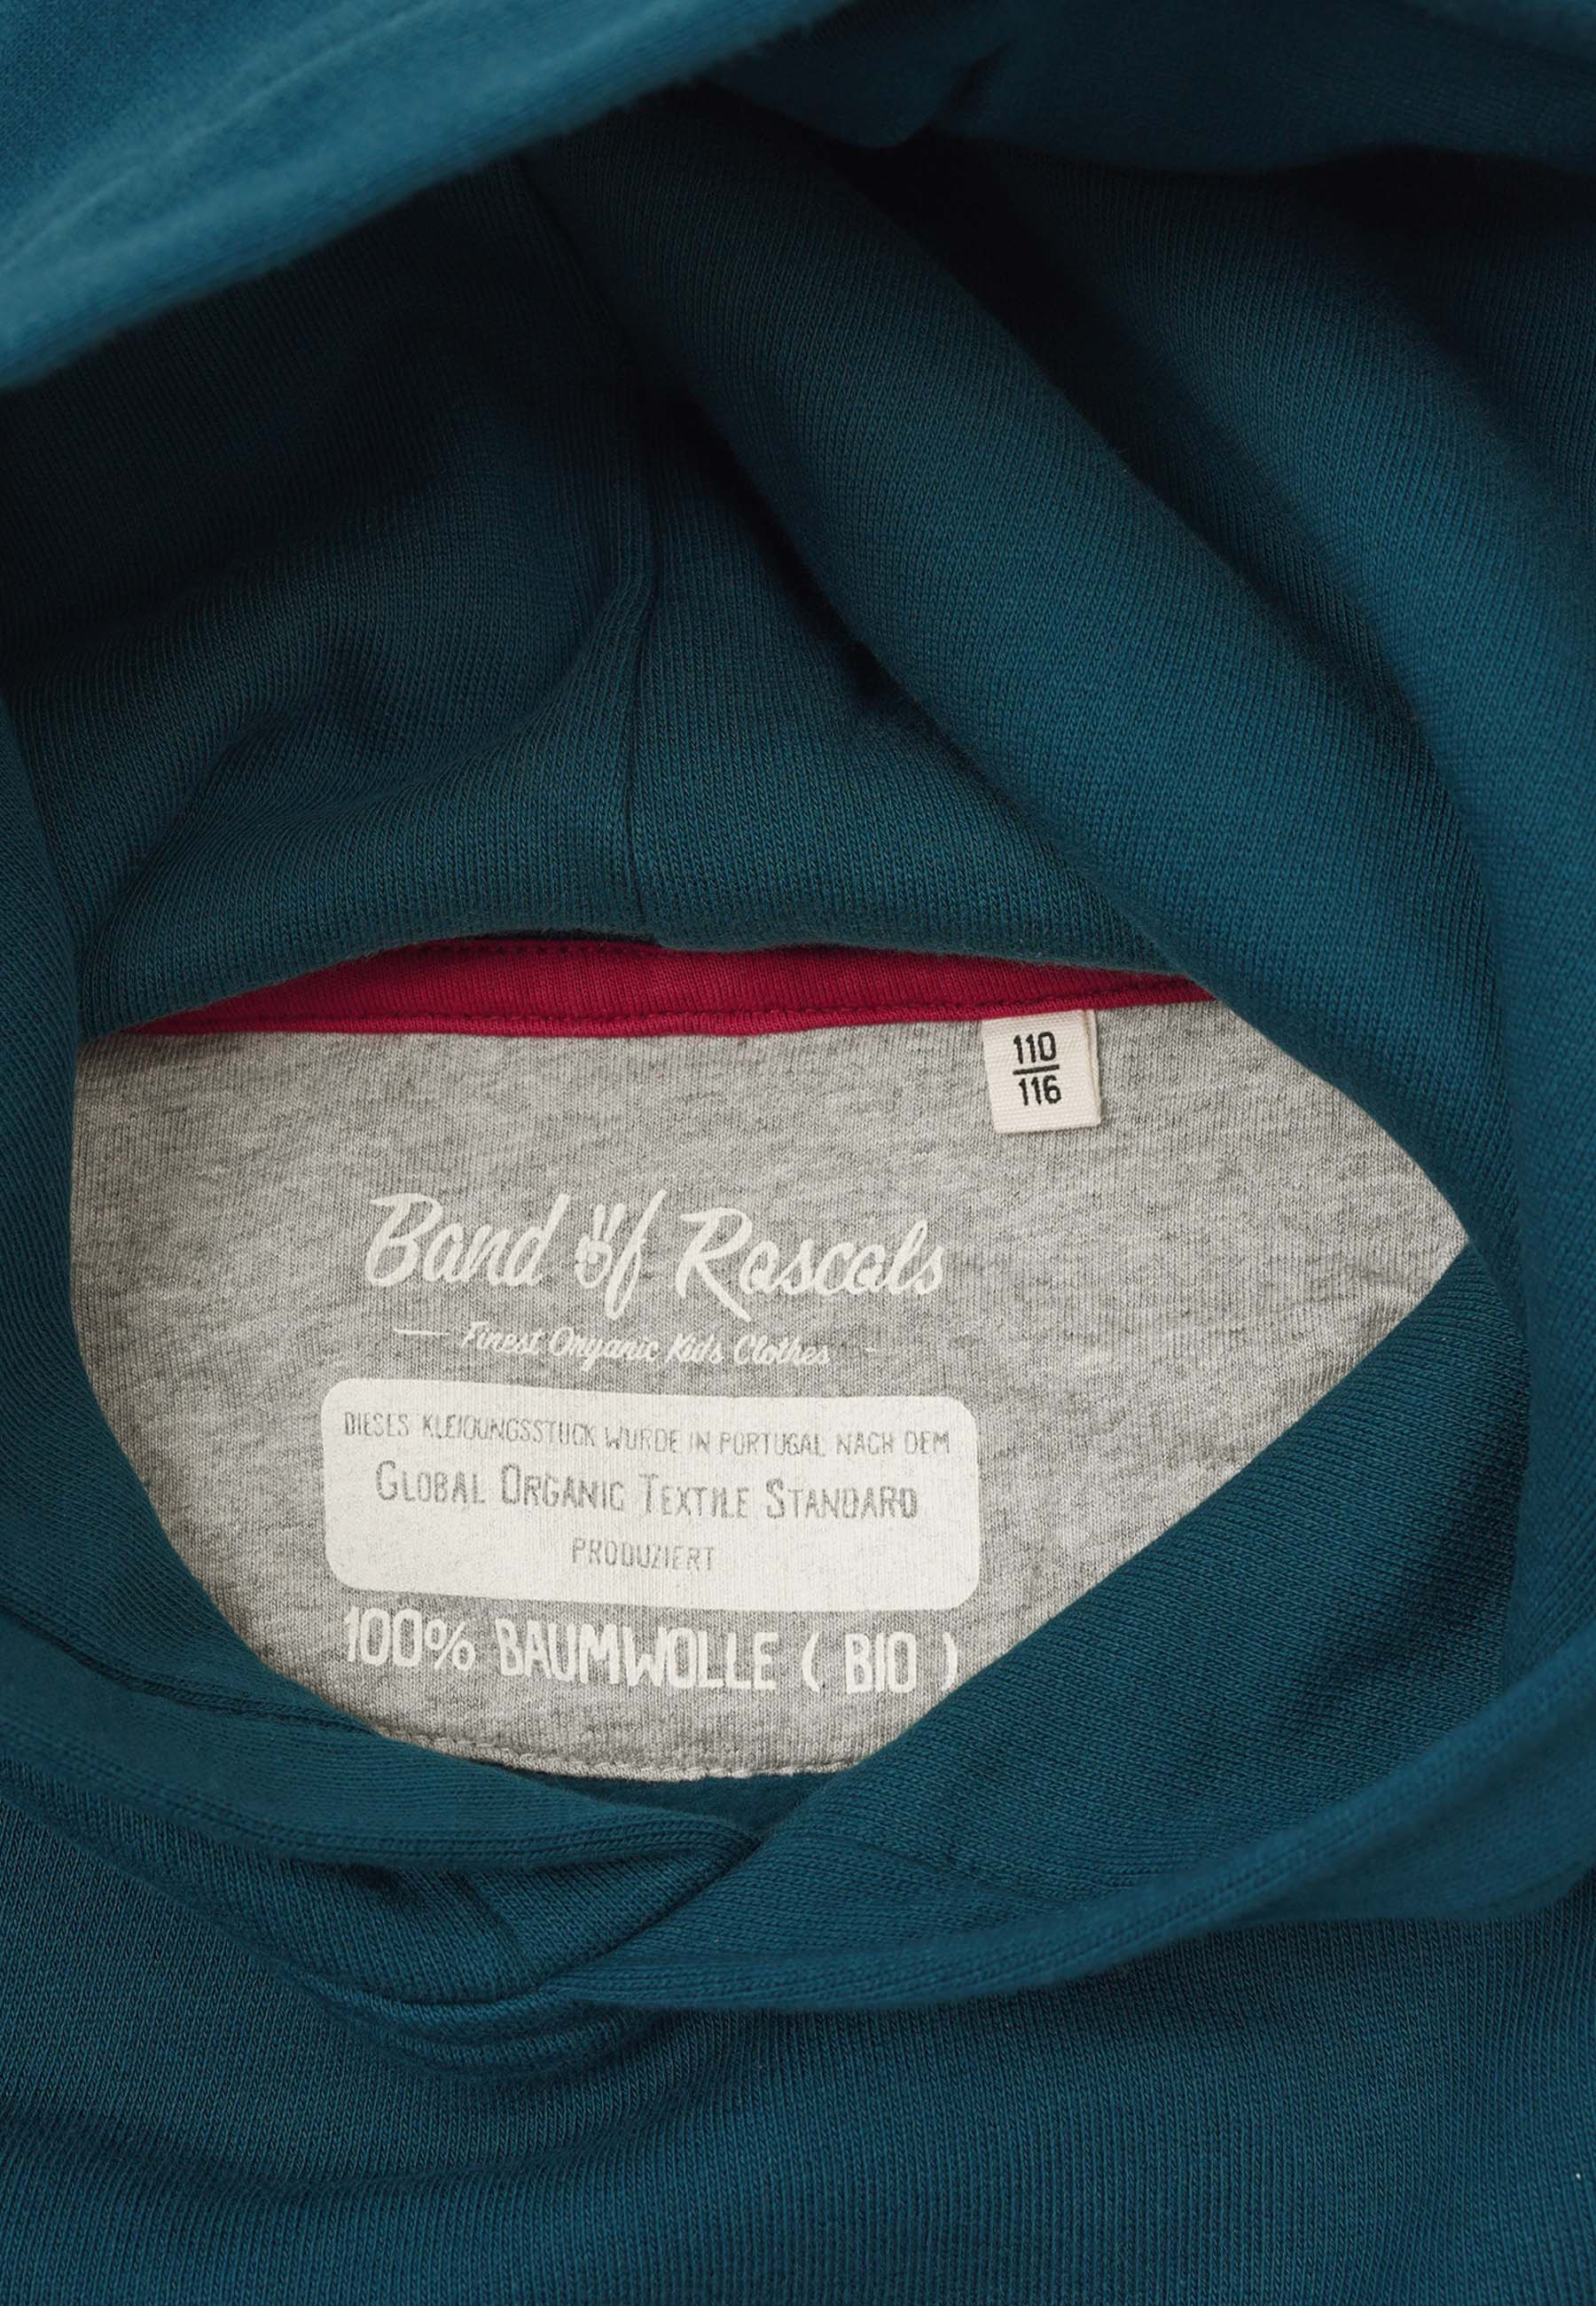 110
116
Band of Rascals
Finest Organic Kids Clothes
DIESES KLEIDUNGSSTÜCK WURDE IN PORTUGAL NACH DEM
GLOBAL ORGANIC TEXTILE STANDARD
PRODUZIERT
100% BAUMWOLLE ( BIO )